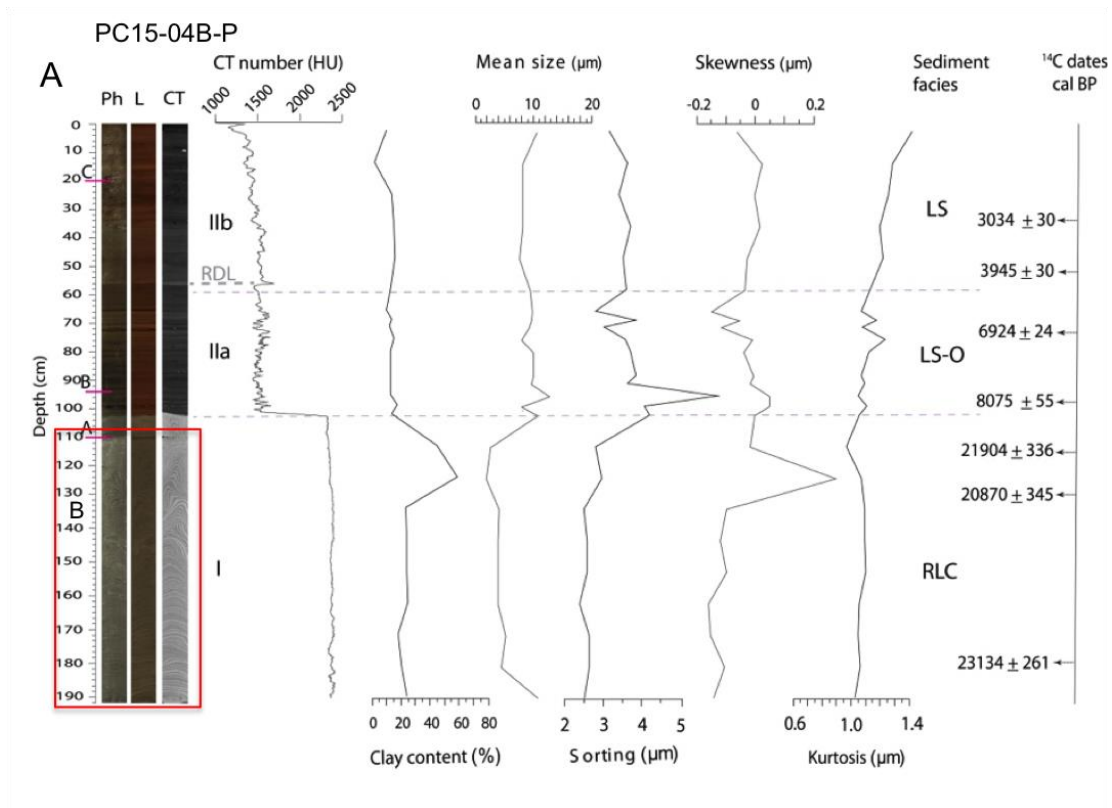 PC15-04B-P
A
CT number (HU)
Mean size (μm)
Skewness (μm)
Sediment
facies
¹⁴C dates
cal BP
Ph L CT
1000 1500 2000 2500
0 10 20
-0.2 0 0.2
Depth (cm)
0
10
C
20
30
40
50
60
70
80
90
B
100
A
110
120
130
B
140
150
160
170
180
190
IIb
RDL
IIa
I
LS
LS-O
RLC
3034 ± 30
3945 ± 30
6924 ± 24
8075 ± 55
21904 ± 336
20870 ± 345
23134 ± 261
0 20 40 60 80
Clay content (%)
2 3 4 5
Sorting (μm)
0.6 1.0 1.4
Kurtosis (μm)